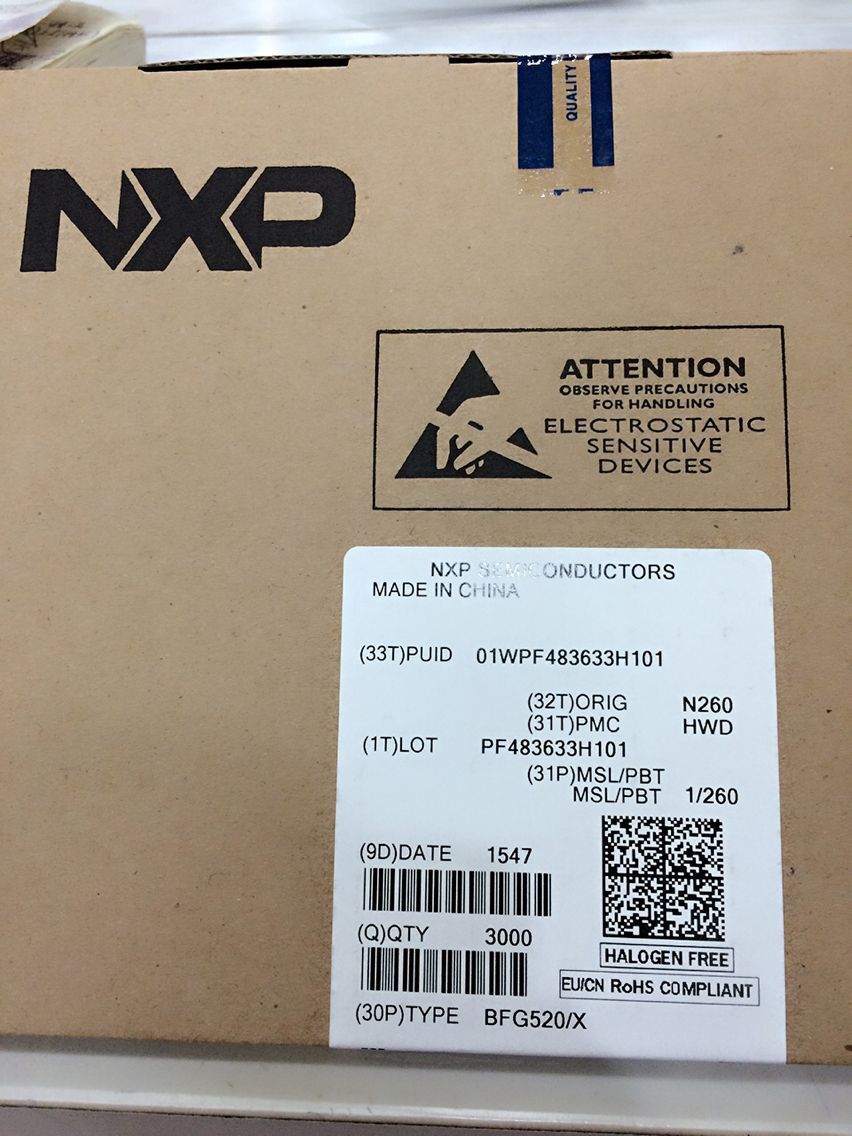 QUALITY
NXP
ATTENTION
OBSERVE PRECAUTIONS
FOR HANDLING
ELECTROSTATIC
SENSITIVE
DEVICES
NXP SEMICONDUCTORS
MADE IN CHINA
(33T)PUID 01WPF483633H101
(32T)ORIG N260
(31T)PMC HWD
(1T)LOT PF483633H101
(31P)MSL/PBT
MSL/PBT 1/260
(9D)DATE 1547
(Q)QTY 3000
HALOGEN FREE
EU/CN RoHS COMPLIANT
(30P)TYPE BFG520/X